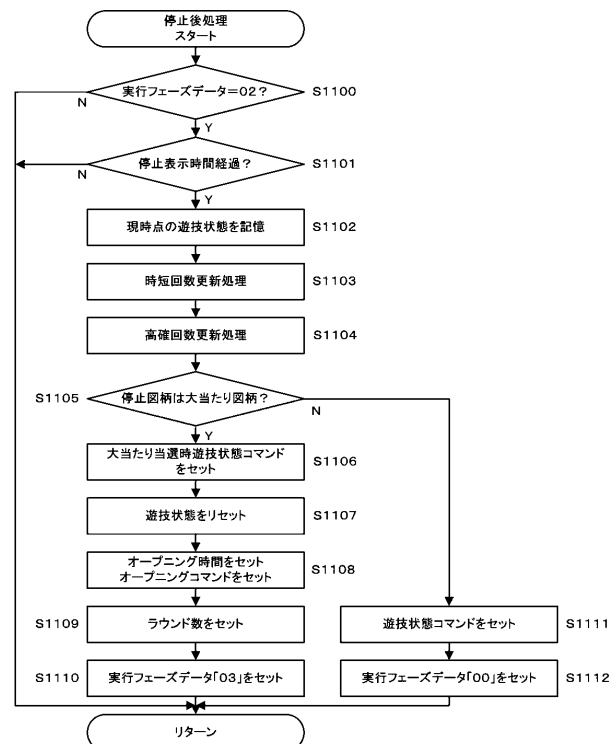 停止後処理
スタート
実行フェーズデータ=02?
S1100
N
Y
停止表示時間経過?
S1101
N
Y
現時点の遊技状態を記憶
S1102
時短回数更新処理
S1103
高確回数更新処理
S1104
S1105
停止図柄は大当たり図柄?
N
Y
大当たり当選時遊技状態コマンド
をセット
S1106
遊技状態をリセット
S1107
オープニング時間をセット
オープニングコマンドをセット
S1108
S1109
ラウンド数をセット
遊技状態コマンドをセット
S1111
S1110
実行フェーズデータ「03」をセット
実行フェーズデータ「00」をセット
S1112
リターン